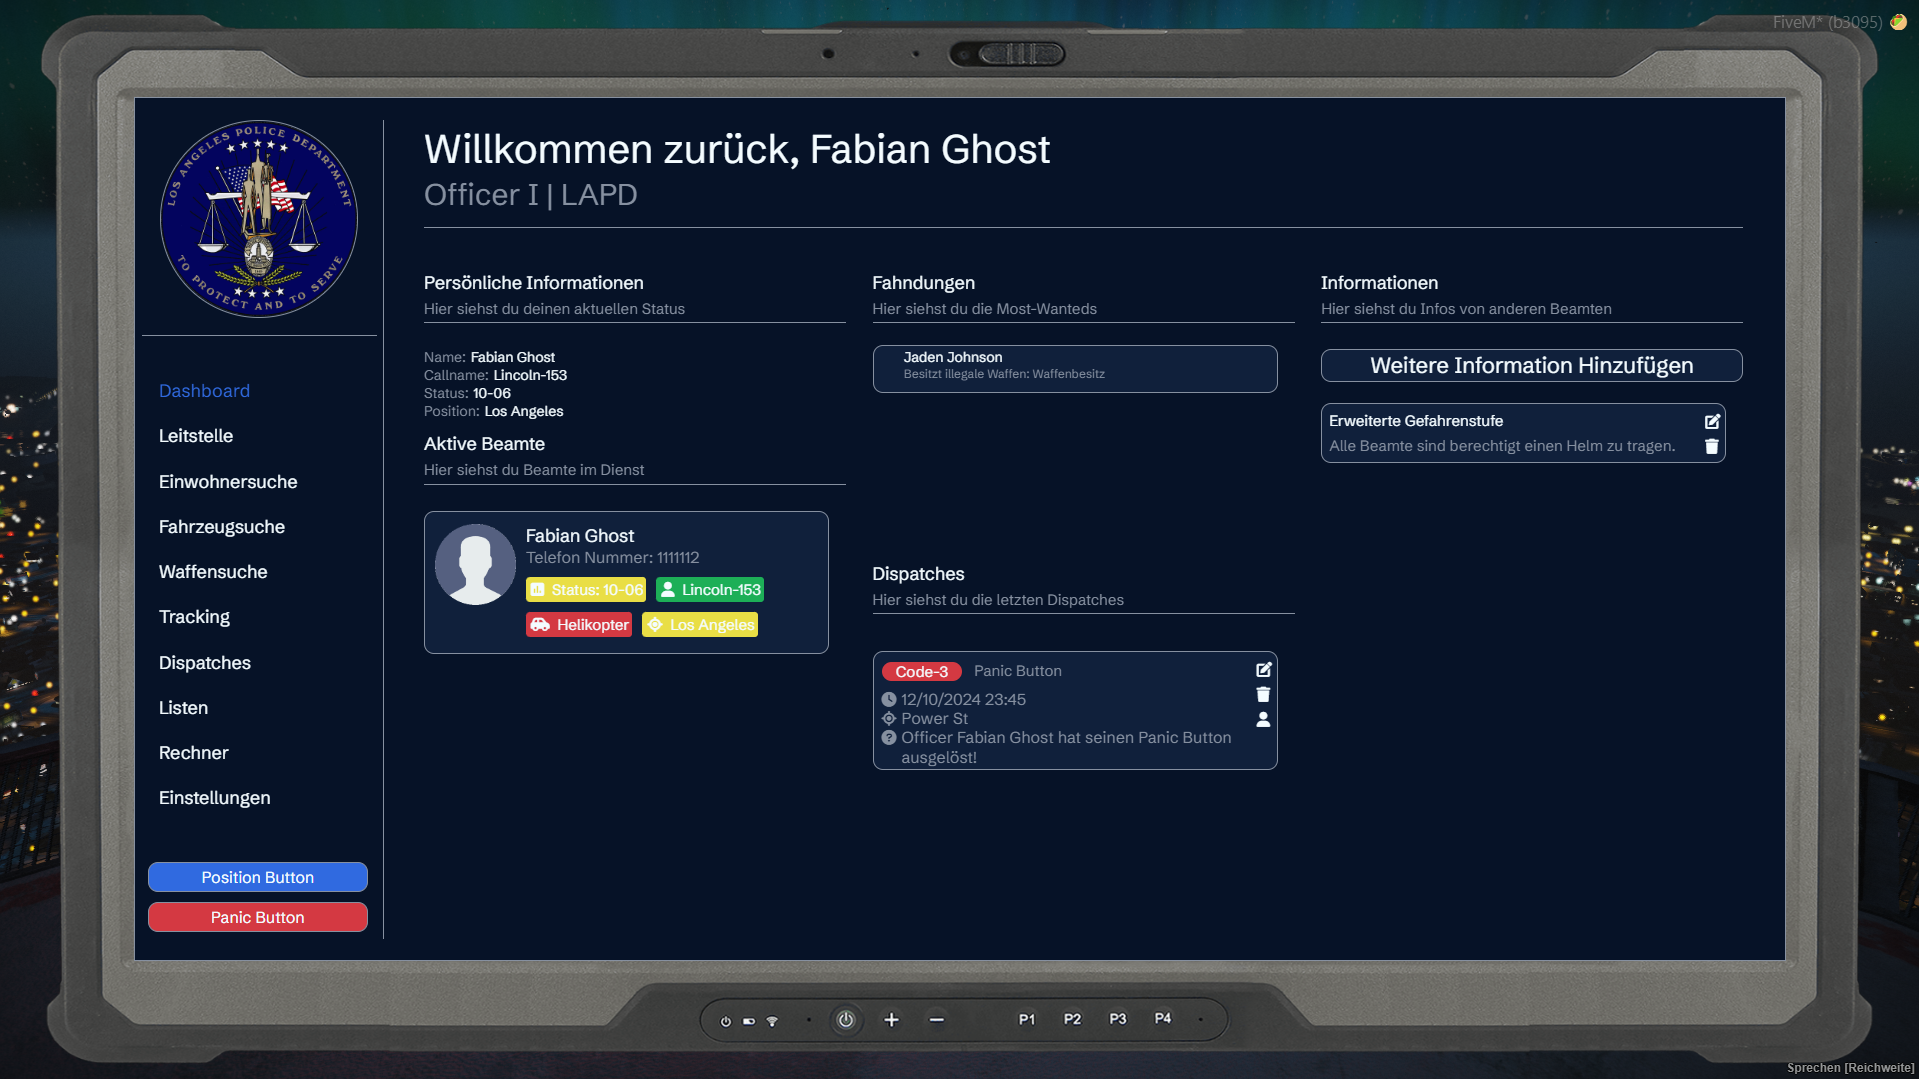 FiveM* (b3095)
LOS ANGELES POLICE DEPARTMENT
TO PROTECT AND TO SERVE
Dashboard
Leitstelle
Einwohnersuche
Fahrzeugsuche
Waffensuche
Tracking
Dispatches
Listen
Rechner
Einstellungen
Position Button
Panic Button
Willkommen zurück, Fabian Ghost
Officer I | LAPD
Persönliche Informationen
Hier siehst du deinen aktuellen Status
Name: Fabian Ghost
Callname: Lincoln-153
Status: 10-06
Position: Los Angeles
Aktive Beamte
Hier siehst du Beamte im Dienst
Fabian Ghost
Telefon Nummer: 1111112
Status: 10-06 Lincoln-153
Helikopter Los Angeles
Fahndungen
Hier siehst du die Most-Wanteds
Jaden Johnson
Besitzt illegale Waffen: Waffenbesitz
Dispatches
Hier siehst du die letzten Dispatches
Code-3 Panic Button
12/10/2024 23:45
Power St
Officer Fabian Ghost hat seinen Panic Button
ausgelöst!
Informationen
Hier siehst du Infos von anderen Beamten
Weitere Information Hinzufügen
Erweiterte Gefahrenstufe
Alle Beamte sind berechtigt einen Helm zu tragen.
P1 P2 P3 P4
Sprechen [Reichweite]